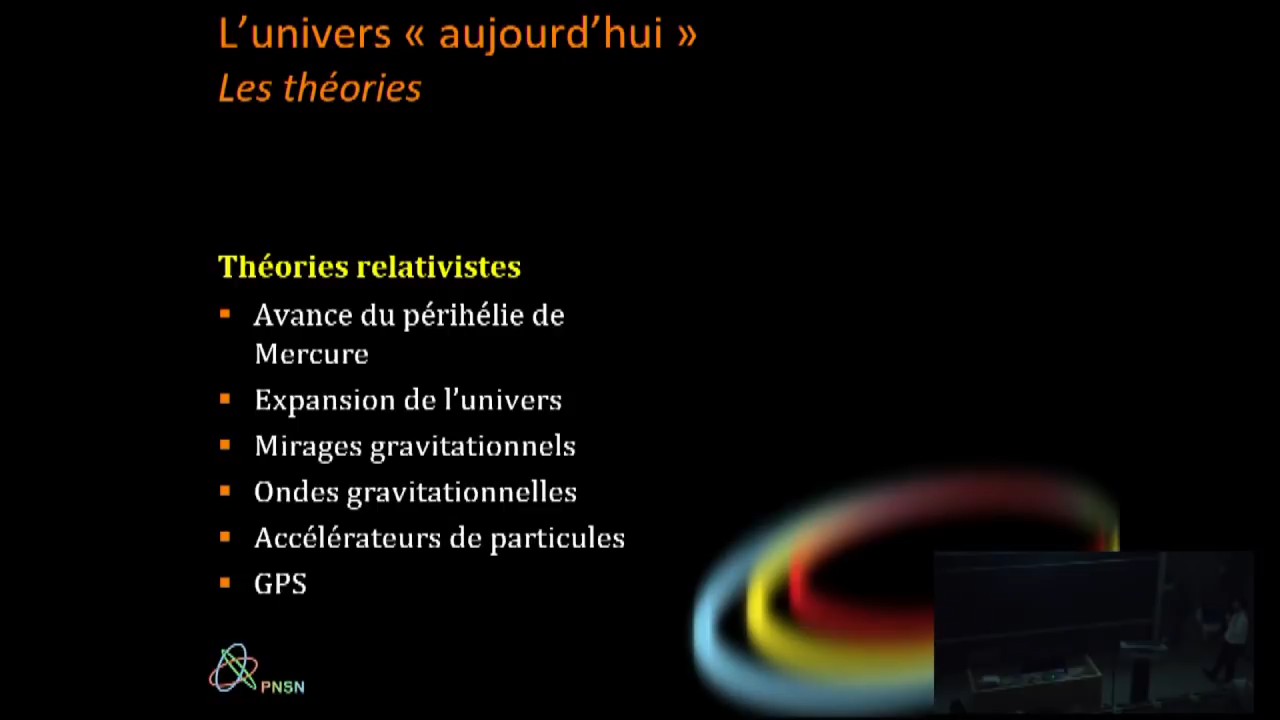 L’univers « aujourd’hui »
Les théories
Théories relativistes
▪ Avance du périhélie de
Mercure
▪ Expansion de l’univers
▪ Mirages gravitationnels
▪ Ondes gravitationnelles
▪ Accélérateurs de particules
▪ GPS
PNSN